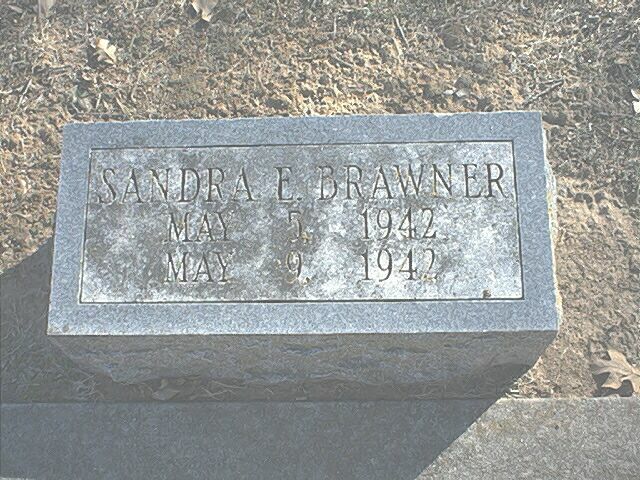 SANDRA E. BRAWNER
MAY 5, 1942
MAY 9, 1942